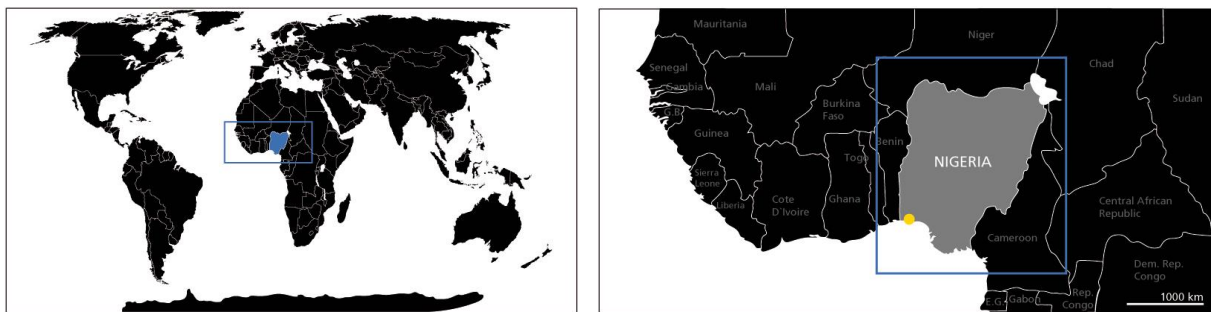 Mauritania
Niger
Chad
Senegal
Gambia
Mali
Sudan
G.B.
Burkina
Faso
Guinea
Benin
Togo
NIGERIA
Sierra
Leone
Liberia
Cote
D`Ivoire
Ghana
Central African
Republic
Cameroon
Dem. Rep.
Congo
E.G.
Gabon
Rep.
Congo
1000 km